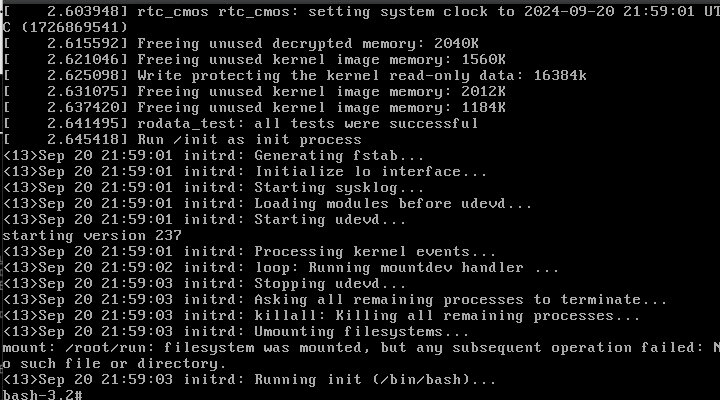 [    2.603948] rtc_cmos rtc_cmos: setting system clock to 2024-09-20 21:59:01 UT
C (1726869541)
[    2.615592] Freeing unused decrypted memory: 2040K
[    2.621046] Freeing unused kernel image memory: 1560K
[    2.625098] Write protecting the kernel read-only data: 16384k
[    2.631075] Freeing unused kernel image memory: 2012K
[    2.637420] Freeing unused kernel image memory: 1184K
[    2.641495] rodata_test: all tests were successful
[    2.645418] Run /init as init process
<13>Sep 20 21:59:01 initrd: Generating fstab...
<13>Sep 20 21:59:01 initrd: Initialize lo interface...
<13>Sep 20 21:59:01 initrd: Starting sysklog...
<13>Sep 20 21:59:01 initrd: Loading modules before udevd...
<13>Sep 20 21:59:01 initrd: Starting udevd...
starting version 237
<13>Sep 20 21:59:01 initrd: Processing kernel events...
<13>Sep 20 21:59:02 initrd: loop: Running mountdev handler ...
<13>Sep 20 21:59:03 initrd: Stopping udevd...
<13>Sep 20 21:59:03 initrd: Asking all remaining processes to terminate...
<13>Sep 20 21:59:03 initrd: killall: Killing all remaining processes...
<13>Sep 20 21:59:03 initrd: Umounting filesystems...
mount: /root/run: filesystem was mounted, but any subsequent operation failed: N
o such file or directory.
<13>Sep 20 21:59:03 initrd: Running init (/bin/bash)...
bash-3.2#